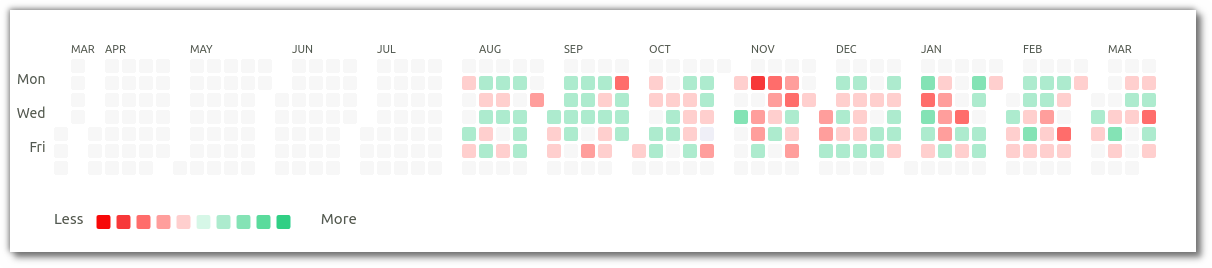 MAR APR MAY JUN JUL AUG SEP OCT NOV DEC JAN FEB MAR
Mon
Wed
Fri
Less More